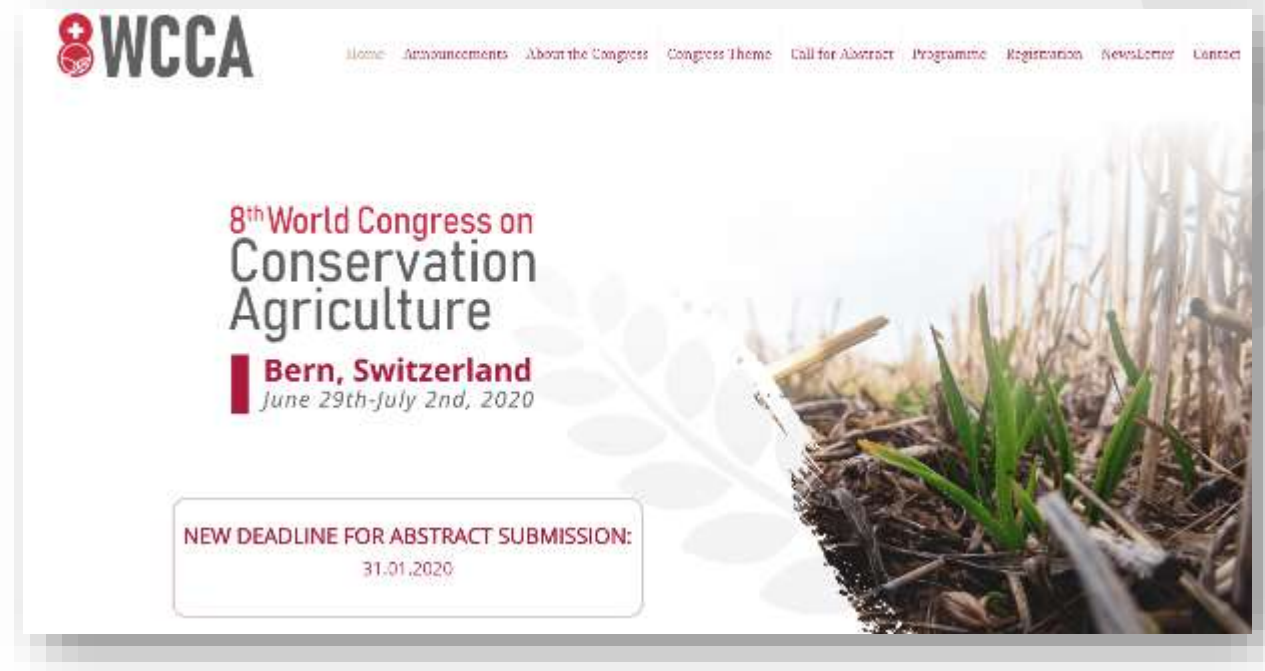 8WCCA
Home Announcements About the Congress Congress Theme Call for Abstract Programme Registration NewsLetter Contact
8th World Congress on
Conservation
Agriculture
Bern, Switzerland
June 29th-July 2nd, 2020
NEW DEADLINE FOR ABSTRACT SUBMISSION:
31.01.2020